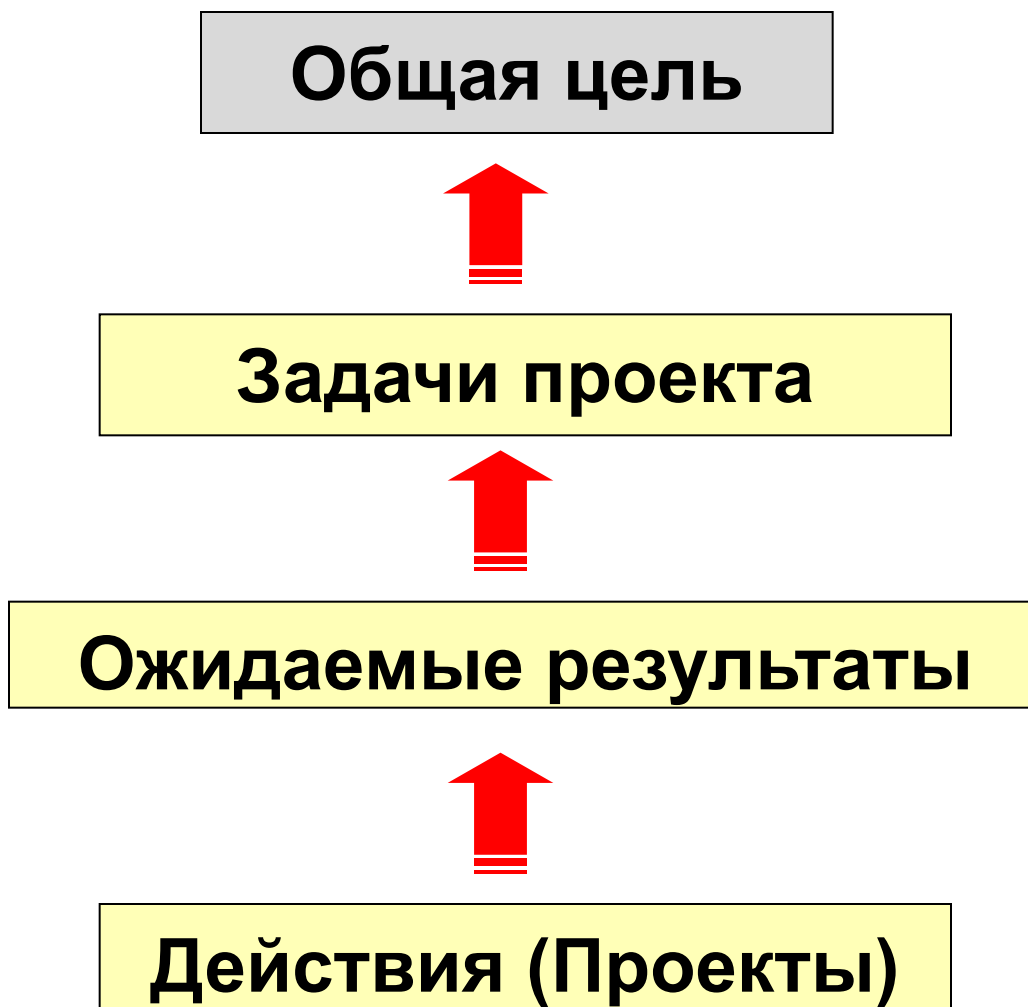 Общая цель
Задачи проекта
Ожидаемые результаты
Действия (Проекты)